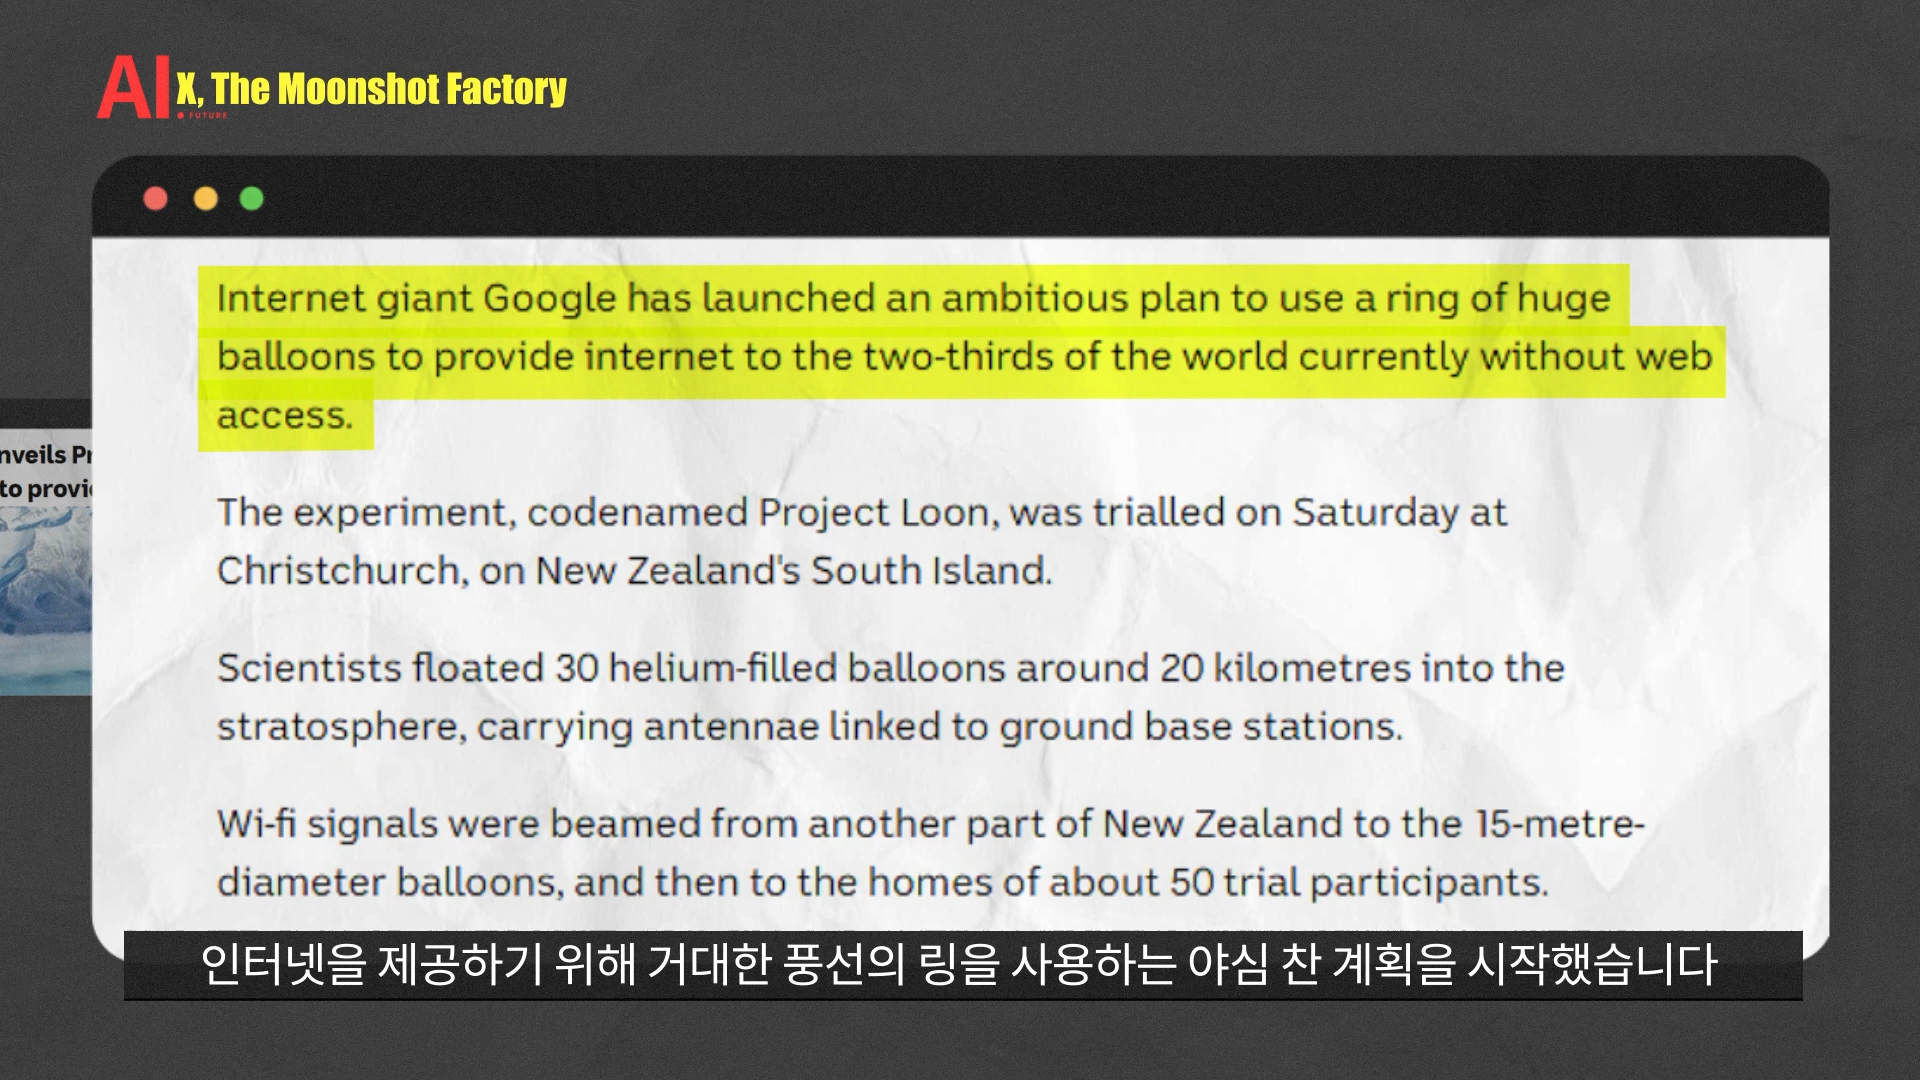 AI
FUTURE
X, The Moonshot Factory
nveils Pr
to provi
Internet giant Google has launched an ambitious plan to use a ring of huge
balloons to provide internet to the two-thirds of the world currently without web
access.
The experiment, codenamed Project Loon, was trialled on Saturday at
Christchurch, on New Zealand's South Island.
Scientists floated 30 helium-filled balloons around 20 kilometres into the
stratosphere, carrying antennae linked to ground base stations.
Wi-fi signals were beamed from another part of New Zealand to the 15-metre-
diameter balloons, and then to the homes of about 50 trial participants.
인터넷을 제공하기 위해 거대한 풍선의 링을 사용하는 야심 찬 계획을 시작했습니다